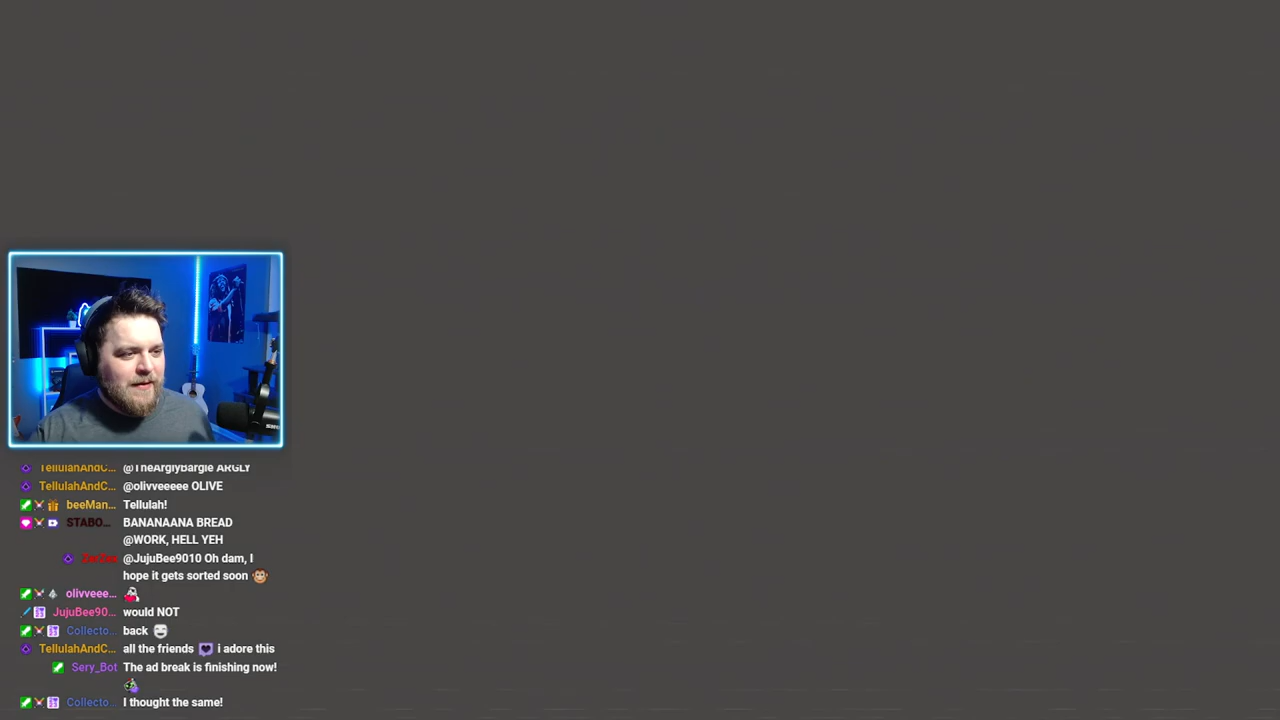 TellulahAndC... @TheArglyBargle ARGLY
TellulahAndC... @olivveeeee OLIVE
beeMan... Tellulah!
STABO... BANANAANA BREAD
@WORK, HELL YEH
@JujuBee9010 Oh dam, I
hope it gets sorted soon
olivveee...
JujuBee90... would NOT
Collecto... back
TellulahAndC... all the friends i adore this
Sery_Bot The ad break is finishing now!
Collecto... I thought the same!